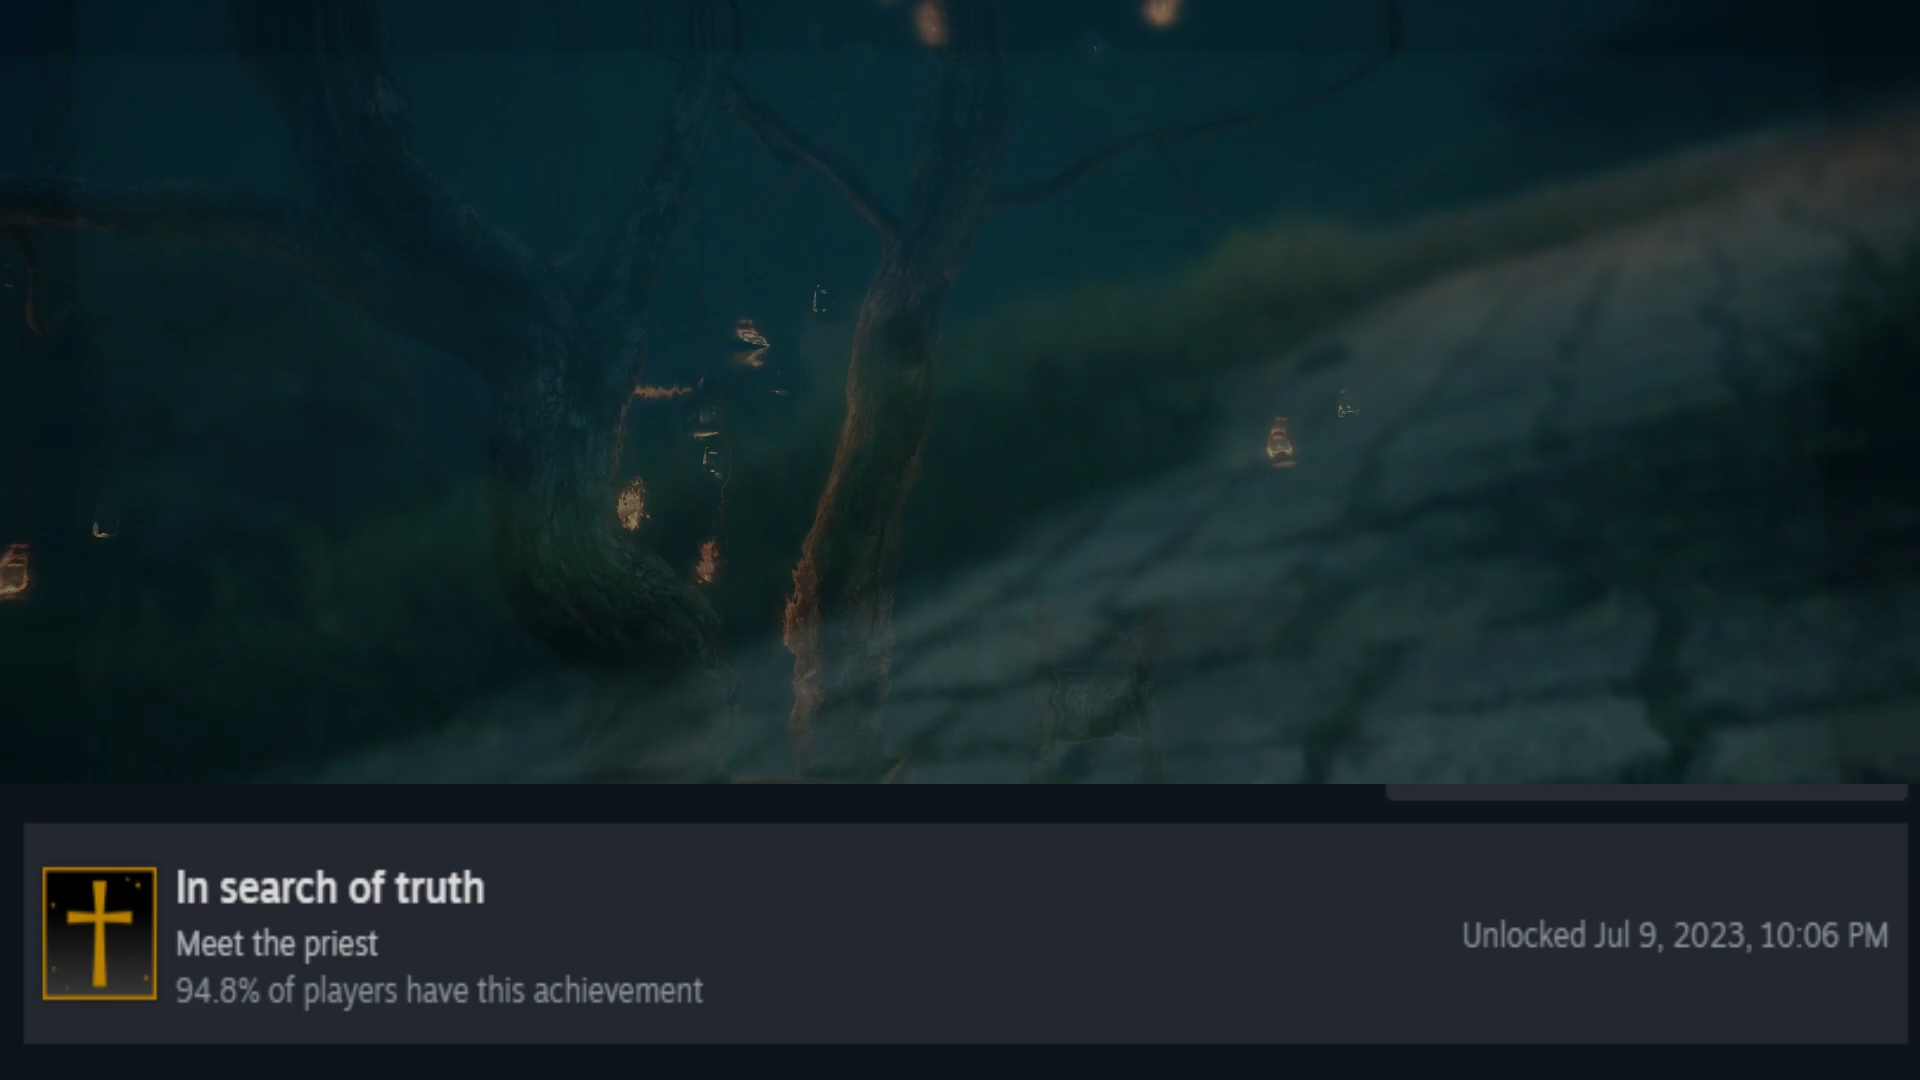 In search of truth
Meet the priest
94.8% of players have this achievement
Unlocked Jul 9, 2023, 10:06 PM